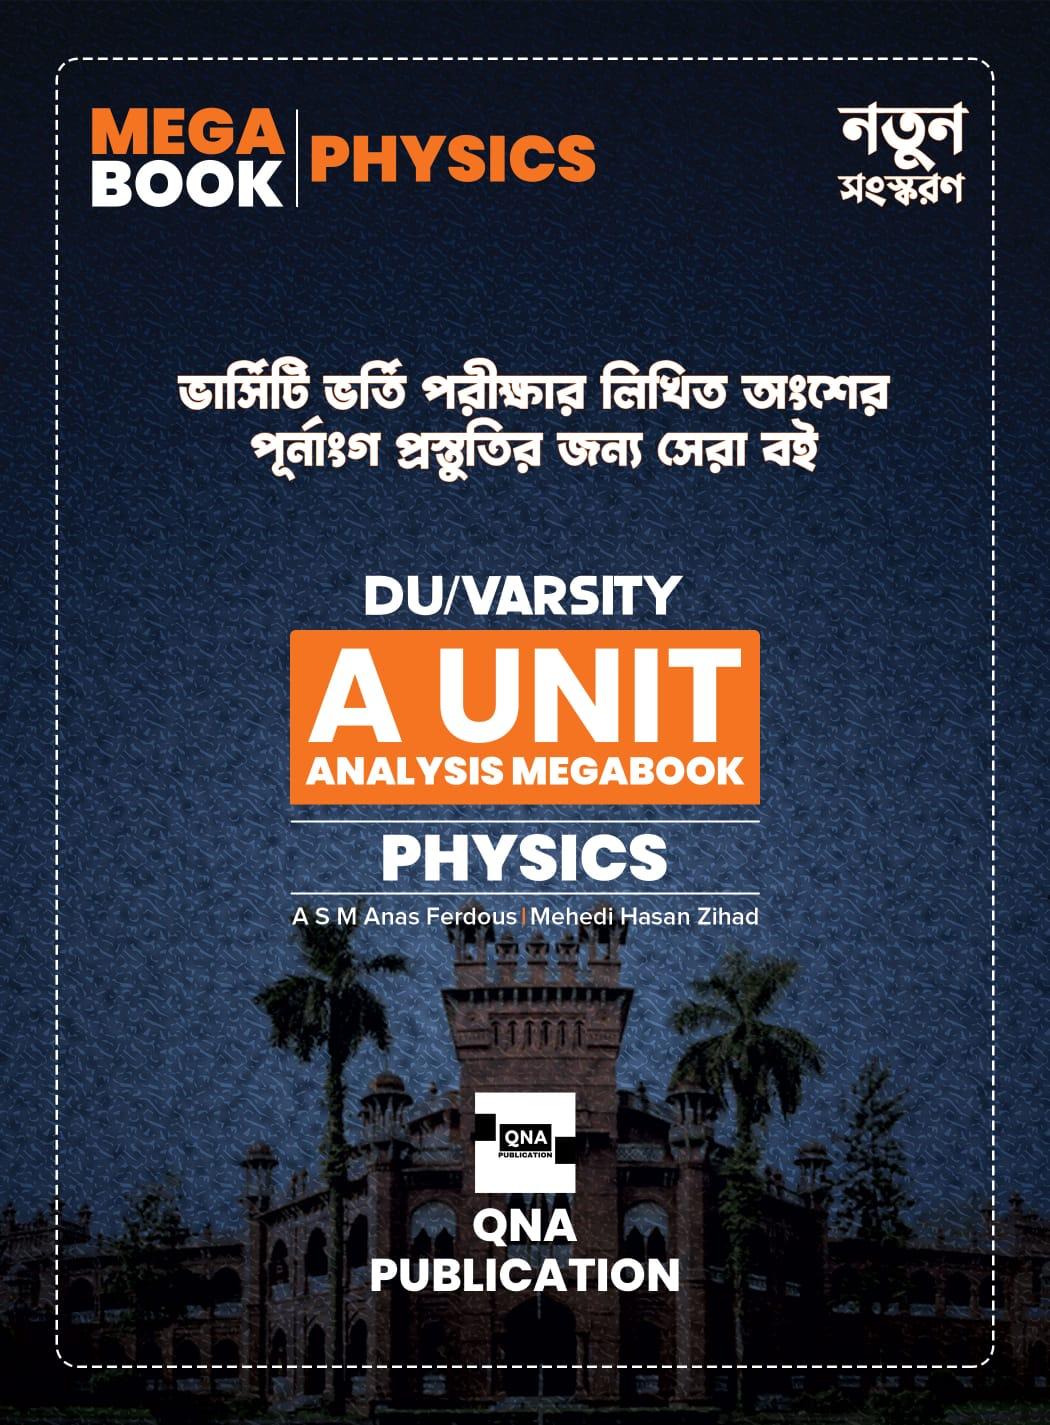 MEGA
BOOK
PHYSICS
নতুন
সংস্করণ
ভার্সিটি ভর্তি পরীক্ষার লিখিত অংশের
পূর্নাংগ প্রস্তুতির জন্য সেরা বই
DU/VARSITY
A UNIT
ANALYSIS MEGABOOK
PHYSICS
A S M Anas Ferdous | Mehedi Hasan Zihad
QNA
PUBLICATION
QNA
PUBLICATION